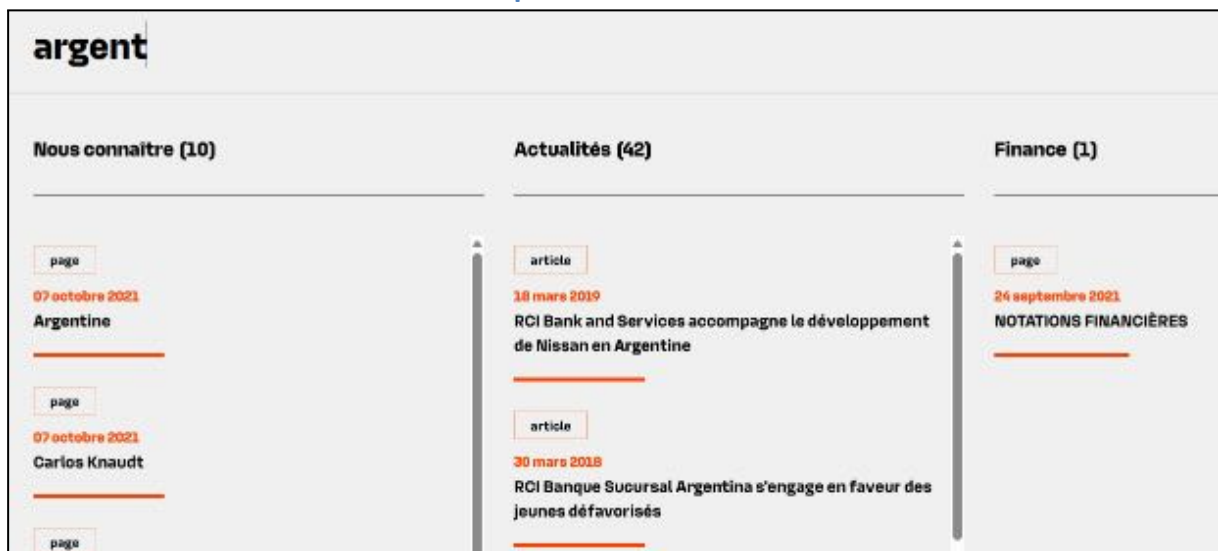 argent
Nous connaître (10)
page
07 octobre 2021
Argentine
page
07 octobre 2021
Carlos Knaudt
page
Actualités (42)
article
18 mars 2019
RCI Bank and Services accompagne le développement
de Nissan en Argentine
article
30 mars 2018
RCI Banque Sucursal Argentina s'engage en faveur des
jeunes défavorisés
Finance (1)
page
24 septembre 2021
NOTATIONS FINANCIÈRES